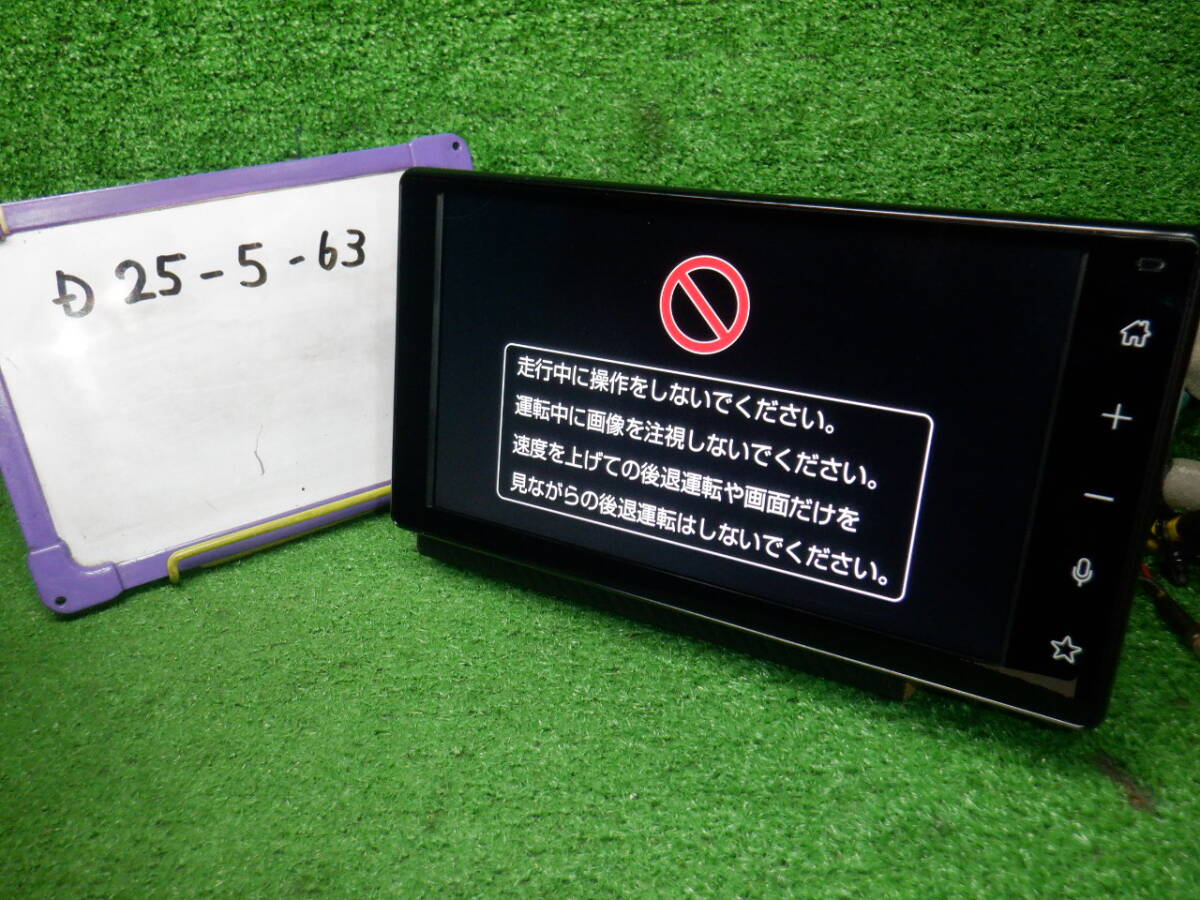 D 25-5-63
走行中に操作をしないでください。
運転中に画像を注視しないでください。
速度を上げての後退運転や画面だけを
見ながらの後退運転はしないでください。